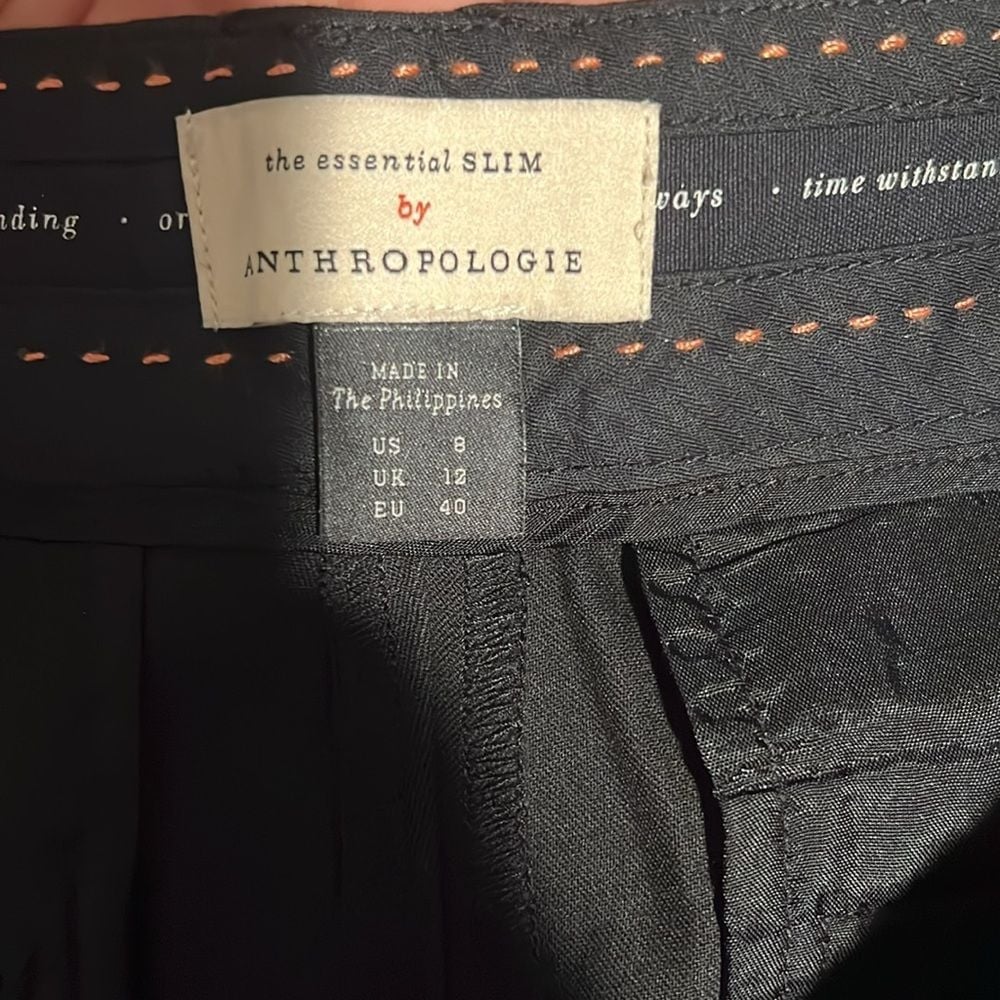 the essential SLIM
by
ANTHROPOLOGIE
nding · or
ways · time withstan
MADE IN
The Philippines
US 8
UK 12
EU 40